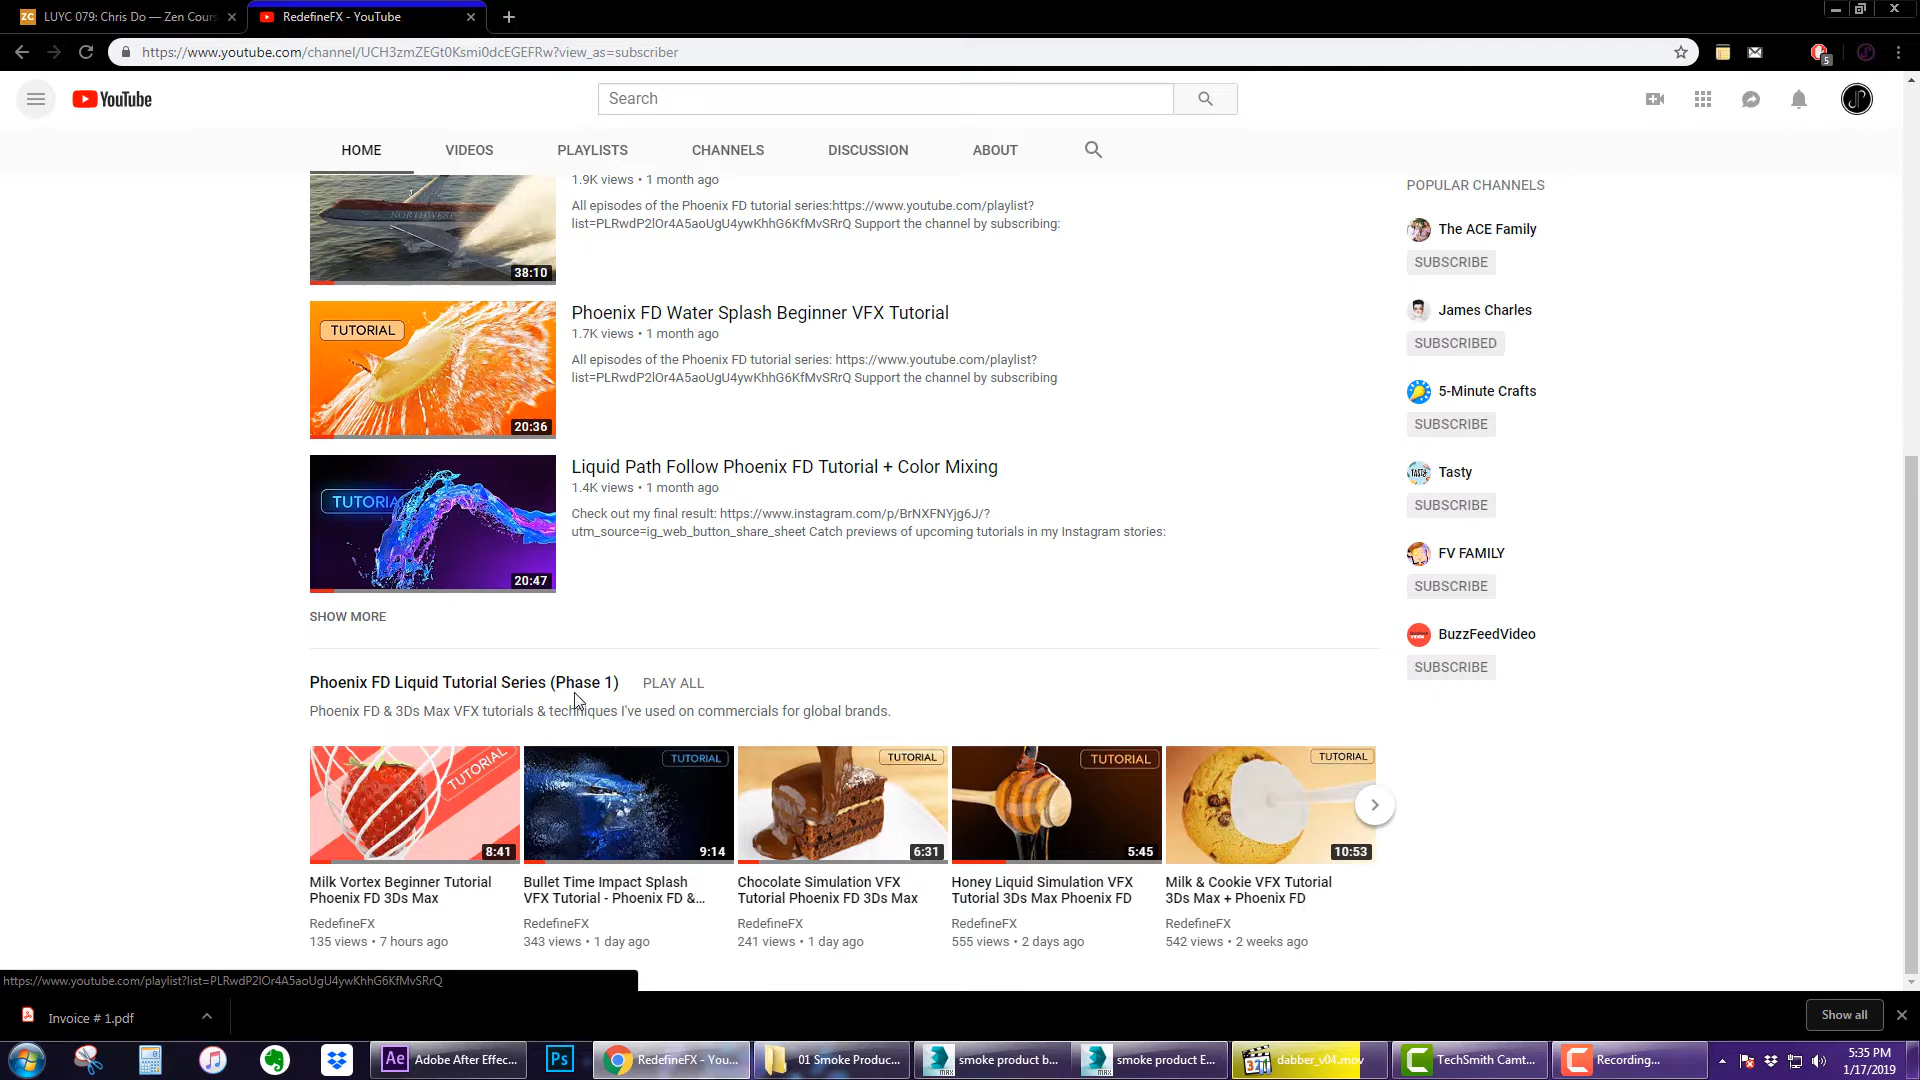 LUYC 079: Chris Do — Zen Cours
RedefineFX - YouTube
https://www.youtube.com/channel/UCH3zmZEGt0Ksmi0dcEGEFRw?view_as=subscriber
5
YouTube
Search
HOME
VIDEOS
PLAYLISTS
CHANNELS
DISCUSSION
ABOUT
NORTHWEST
38:10
1.9K views • 1 month ago
All episodes of the Phoenix FD tutorial series:https://www.youtube.com/playlist?
list=PLRwdP2lOr4A5aoUgU4ywKhhG6KfMvSRrQ Support the channel by subscribing:
TUTORIAL
20:36
Phoenix FD Water Splash Beginner VFX Tutorial
1.7K views • 1 month ago
All episodes of the Phoenix FD tutorial series: https://www.youtube.com/playlist?
list=PLRwdP2lOr4A5aoUgU4ywKhhG6KfMvSRrQ Support the channel by subscribing
TUTORIA
20:47
Liquid Path Follow Phoenix FD Tutorial + Color Mixing
1.4K views • 1 month ago
Check out my final result: https://www.instagram.com/p/BrNXFNYjg6J/?
utm_source=ig_web_button_share_sheet Catch previews of upcoming tutorials in my Instagram stories:
SHOW MORE
POPULAR CHANNELS
The ACE Family
SUBSCRIBE
James Charles
SUBSCRIBED
5-Minute Crafts
SUBSCRIBE
Tasty
SUBSCRIBE
FV FAMILY
SUBSCRIBE
BuzzFeedVideo
SUBSCRIBE
Phoenix FD Liquid Tutorial Series (Phase 1)
PLAY ALL
Phoenix FD & 3Ds Max VFX tutorials & techniques I've used on commercials for global brands.
TUTORIAL
8:41
Milk Vortex Beginner Tutorial
Phoenix FD 3Ds Max
RedefineFX
135 views • 7 hours ago
TUTORIAL
9:14
Bullet Time Impact Splash
VFX Tutorial - Phoenix FD &...
RedefineFX
343 views • 1 day ago
TUTORIAL
6:31
Chocolate Simulation VFX
Tutorial Phoenix FD 3Ds Max
RedefineFX
241 views • 1 day ago
TUTORIAL
5:45
Honey Liquid Simulation VFX
Tutorial 3Ds Max Phoenix FD
RedefineFX
555 views • 2 days ago
TUTORIAL
10:53
Milk & Cookie VFX Tutorial
3Ds Max + Phoenix FD
RedefineFX
542 views • 2 weeks ago
https://www.youtube.com/playlist?list=PLRwdP2lOr4A5aoUgU4ywKhhG6KfMvSRrQ
Invoice # 1.pdf
Show all
Ae
Adobe After Effec...
Ps
RedefineFX - You...
01 Smoke Produc...
MAX
smoke product b...
MAX
smoke product E...
321
dabber_v04.mov
TechSmith Camt...
Recording...
5:35 PM
1/17/2019